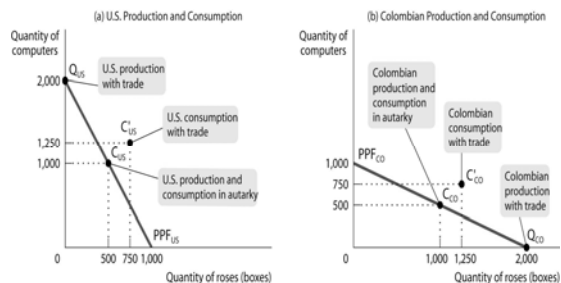 (a) U.S. Production and Consumption
Quantity of
computers
Q_US
2,000
U.S. production
with trade
1,250
C'_US
U.S. consumption
with trade
1,000
C_US
U.S. production and
consumption in autarky
PPF_US
0
500
750
1,000
Quantity of roses (boxes)
(b) Colombian Production and Consumption
Quantity of
computers
Colombian
production and
consumption
in autarky
Colombian
consumption
with trade
PPF_CO
1,000
750
C'_CO
500
C_CO
Colombian
production
with trade
Q_CO
0
1,000
1,250
2,000
Quantity of roses (boxes)